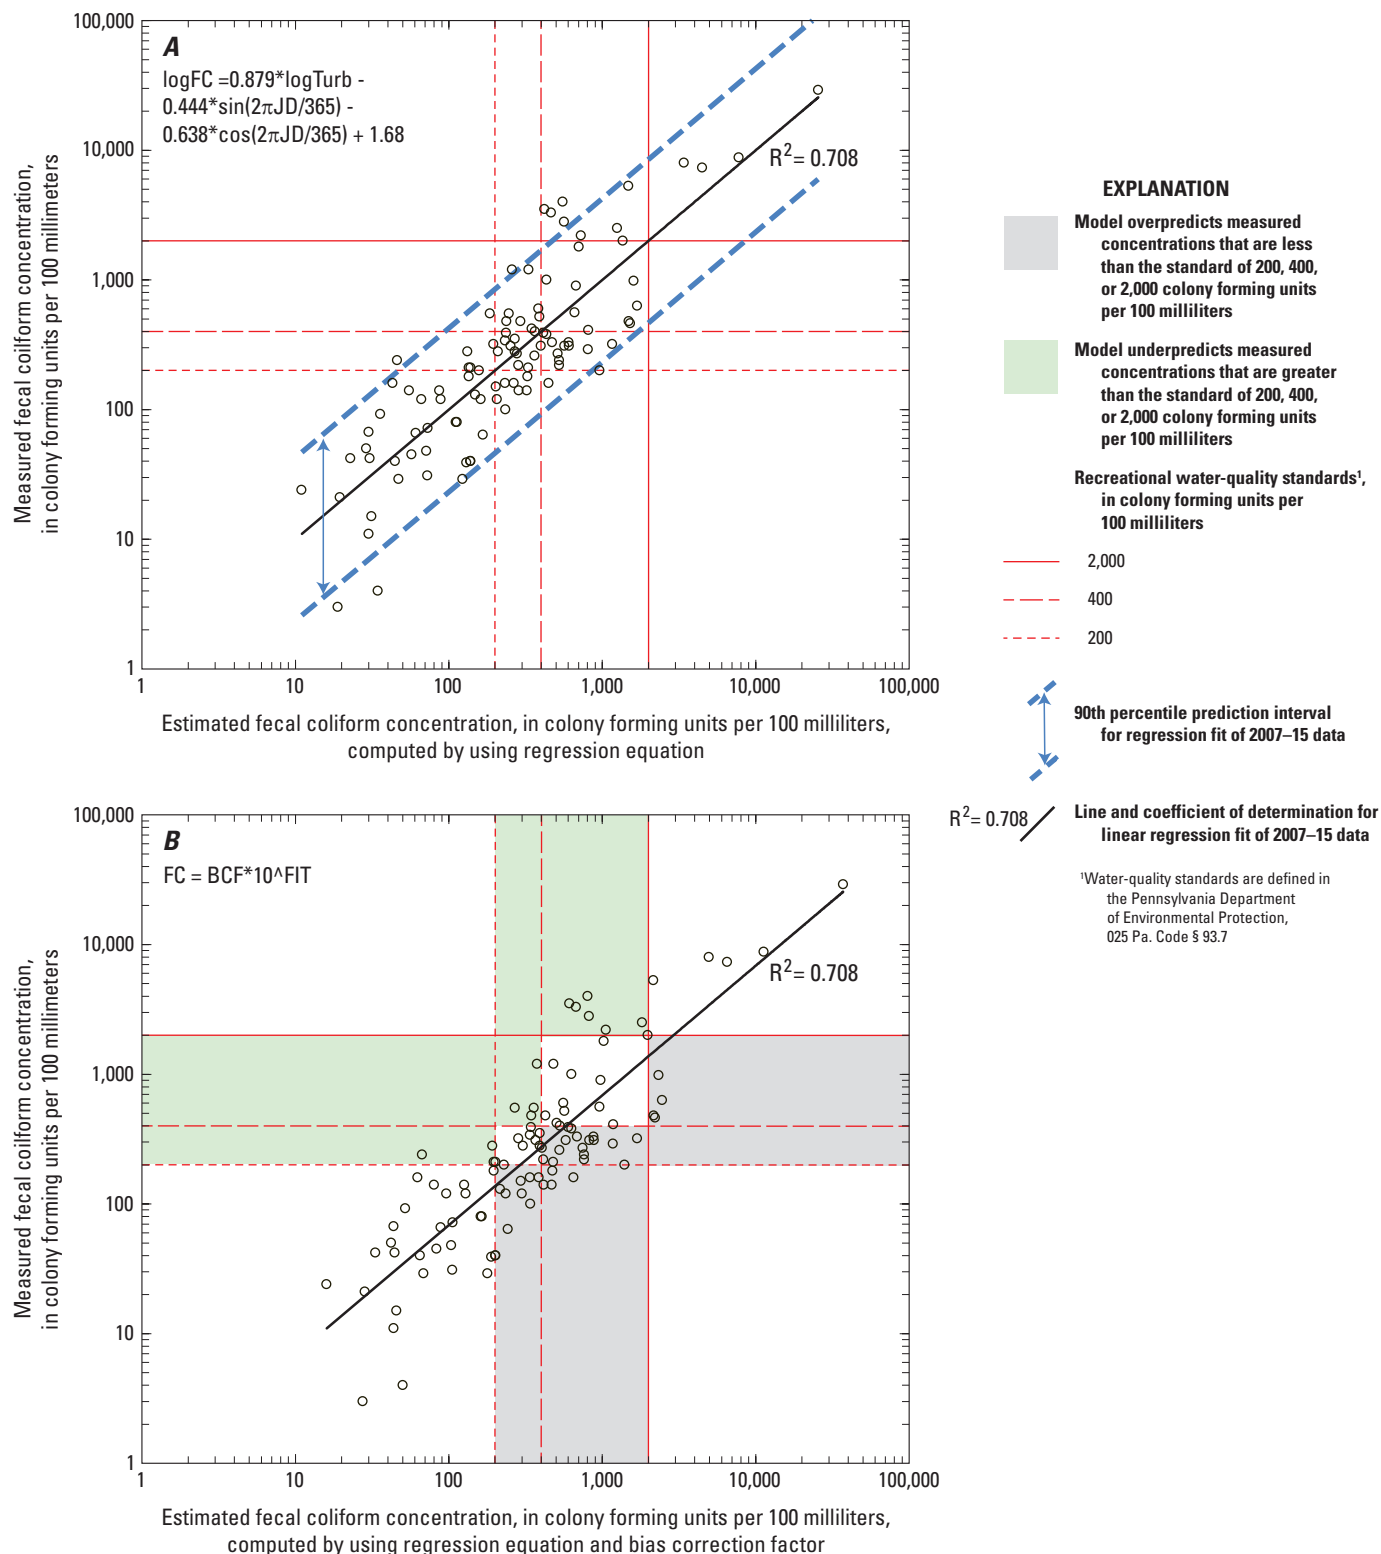 A
logFC =0.879*logTurb -
0.444*sin(2πJD/365) -
0.638*cos(2πJD/365) + 1.68
R²= 0.708
100,000
10,000
1,000
100
10
1
1 10 100 1,000 10,000 100,000
Measured fecal coliform concentration,
in colony forming units per 100 millimeters
Estimated fecal coliform concentration, in colony forming units per 100 milliliters,
computed by using regression equation
EXPLANATION
Model overpredicts measured
concentrations that are less
than the standard of 200, 400,
or 2,000 colony forming units
per 100 milliliters
Model underpredicts measured
concentrations that are greater
than the standard of 200, 400,
or 2,000 colony forming units
per 100 milliliters
Recreational water-quality standards¹,
in colony forming units per
100 milliliters
2,000
400
200
90th percentile prediction interval
for regression fit of 2007–15 data
R²= 0.708
Line and coefficient of determination for
linear regression fit of 2007–15 data
¹Water-quality standards are defined in
the Pennsylvania Department
of Environmental Protection,
025 Pa. Code § 93.7
B
FC = BCF*10^FIT
R²= 0.708
100,000
10,000
1,000
100
10
1
1 10 100 1,000 10,000 100,000
Measured fecal coliform concentration,
in colony forming units per 100 millimeters
Estimated fecal coliform concentration, in colony forming units per 100 milliliters,
computed by using regression equation and bias correction factor